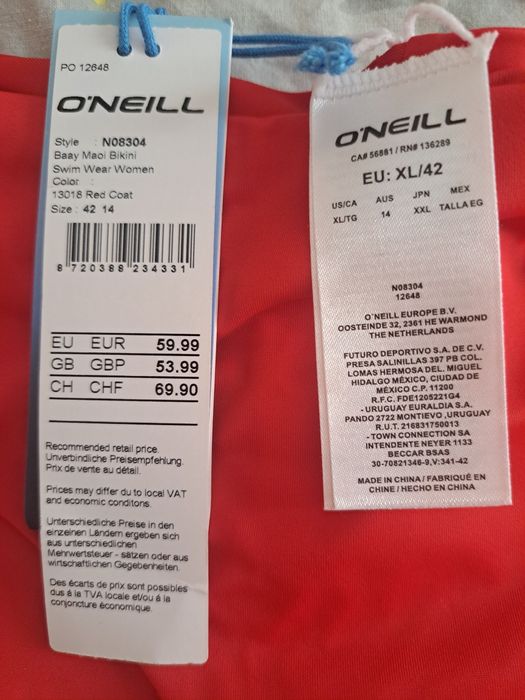 PO 12648
O'NEILL
Style : N08304
Baay Maoi Bikini
Swim Wear Women
Color :
13018 Red Coat
Size : 42 14
8 720388 234331
EU EUR 59.99
GB GBP 53.99
CH CHF 69.90
Recommended retail price.
Unverbindliche Preisempfehlung.
Prix de vente au détail.
Prices may differ du to local VAT
and economic conditons.
Unterschiedliche Preise in den
einzelnen Ländern ergeben sich
aus unterschiedlichen
Mehrwertsteuer - sätzen oder aus
wirtschaftlichen Gegebenheiten.
Des écarts de prix sont possibles
dus á la TVA locale et/ou á la
conjoncture économique.
O'NEILL
CA# 56881 / RN# 136289
EU: XL/42
US/CA AUS JPN MEX
XL/TG 14 XXL TALLA EG
N08304
12648
O'NEILL EUROPE B.V.
OOSTEINDE 32, 2361 HE WARMOND
THE NETHERLANDS
FUTURO DEPORTIVO S.A. DE C.V.
PRESA SALINILLAS 397 PB COL.
LOMAS HERMOSA DEL. MIGUEL
HIDALGO MÉXICO, CIUDAD DE
MÉXICO C.P. 11200
R.F.C. FDE1205221G4
- URUGUAY EURALDIA S.A.
PANDO 2722 MONTIEVO ,URUGUAY
R.U.T. 216831750013
- TOWN CONNECTION SA
INTENDENTE NEYER 1133
BECCAR BSAS
30-70821346-9,V:341-42
MADE IN CHINA / FABRIQUÉ EN
CHINE / HECHO EN CHINA